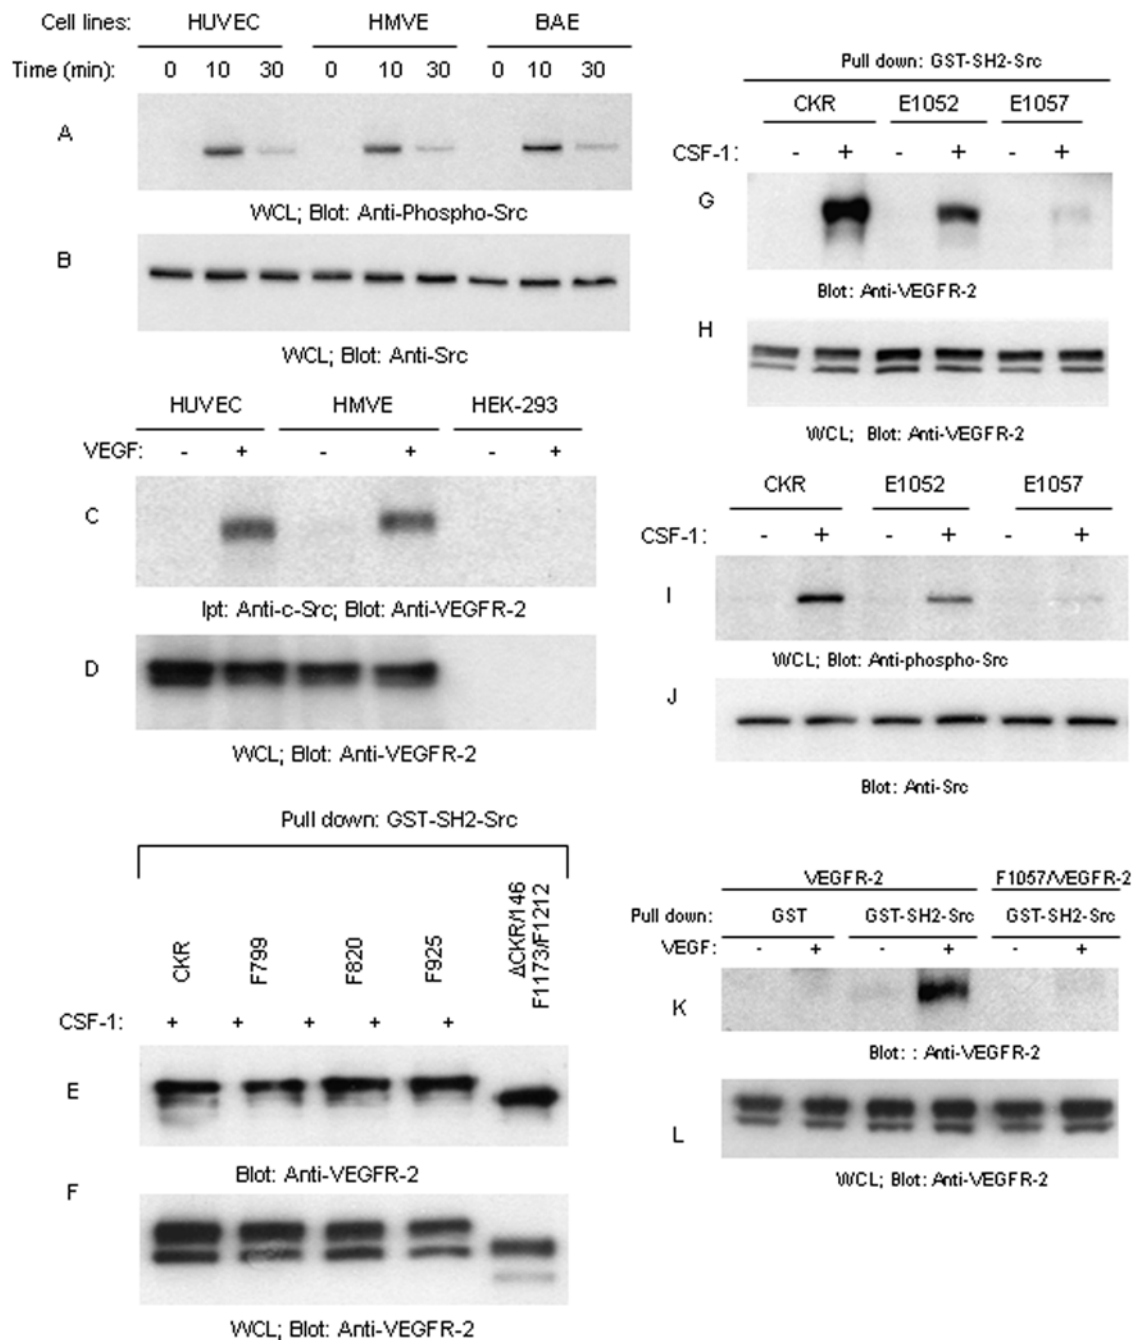 Cell lines: HUVEC HMVE BAE
Time (min): 0 10 30 0 10 30 0 10 30
A
WCL; Blot: Anti-Phospho-Src
B
WCL; Blot: Anti-Src
HUVEC HMVE HEK-293
VEGF: - + - + - +
C
Ipt: Anti-c-Src; Blot: Anti-VEGFR-2
D
WCL; Blot: Anti-VEGFR-2
Pull down: GST-SH2-Src
CKR F799 F820 F925 ΔCKR/146 F1173/F1212
CSF-1: + + + + +
E
Blot: Anti-VEGFR-2
F
WCL; Blot: Anti-VEGFR-2
Pull down: GST-SH2-Src
CKR E1052 E1057
CSF-1: - + - + - +
G
Blot: Anti-VEGFR-2
H
WCL; Blot: Anti-VEGFR-2
CKR E1052 E1057
CSF-1: - + - + - +
I
WCL; Blot: Anti-phospho-Src
J
Blot: Anti-Src
VEGFR-2 F1057/VEGFR-2
Pull down: GST GST-SH2-Src GST-SH2-Src
VEGF: - + - + - +
K
Blot: : Anti-VEGFR-2
L
WCL; Blot: Anti-VEGFR-2